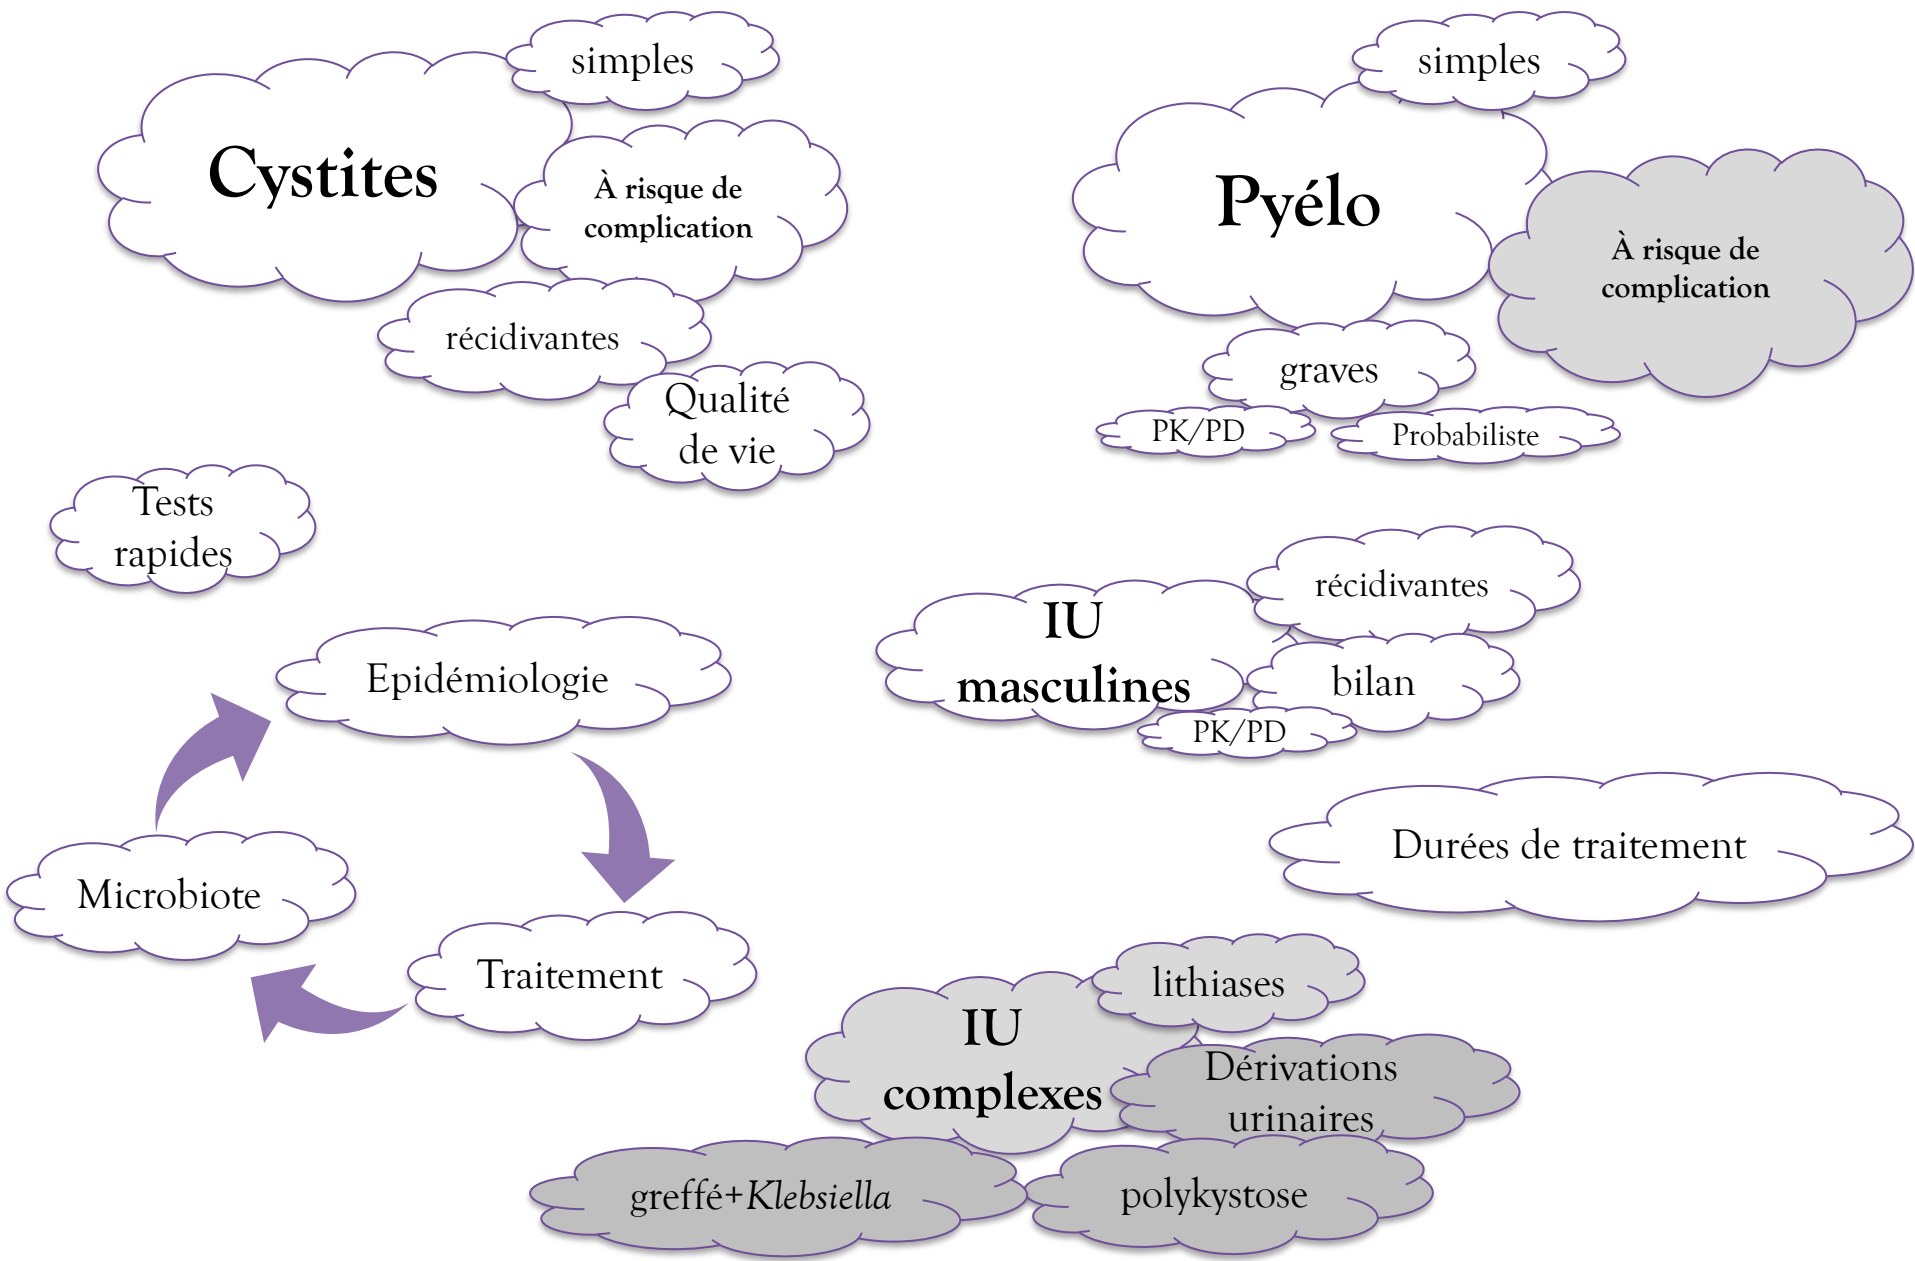 simples
Cystites
À risque de
complication
récidivantes
Qualité
de vie
simples
Pyélo
À risque de
complication
graves
PK/PD
Probabiliste
Tests
rapides
récidivantes
IU
masculines
bilan
PK/PD
Epidémiologie
Microbiote
Traitement
Durées de traitement
lithiases
IU
complexes
Dérivations
urinaires
greffé+Klebsiella
polykystose